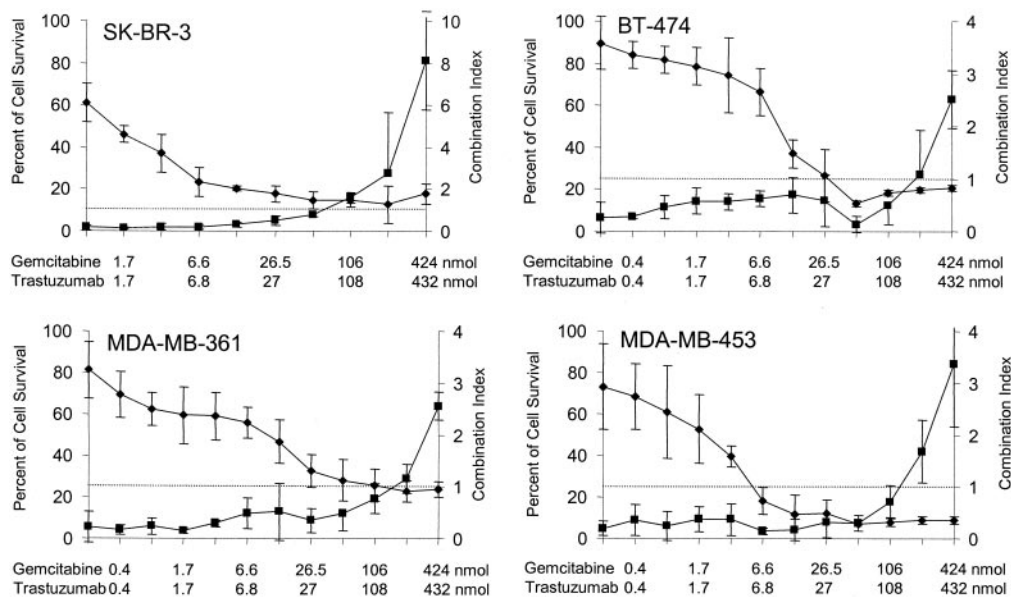 SK-BR-3
Percent of Cell Survival
100
80
60
40
20
0
10
8
6
4
2
0
Combination Index
Gemcitabine 1.7 6.6 26.5 106 424 nmol
Trastuzumab 1.7 6.8 27 108 432 nmol
BT-474
Percent of Cell Survival
100
80
60
40
20
0
4
3
2
1
0
Combination Index
Gemcitabine 0.4 1.7 6.6 26.5 106 424 nmol
Trastuzumab 0.4 1.7 6.8 27 108 432 nmol
MDA-MB-361
Percent of Cell Survival
100
80
60
40
20
0
4
3
2
1
0
Combination Index
Gemcitabine 0.4 1.7 6.6 26.5 106 424 nmol
Trastuzumab 0.4 1.7 6.8 27 108 432 nmol
MDA-MB-453
Percent of Cell Survival
100
80
60
40
20
0
4
3
2
1
0
Combination Index
Gemcitabine 0.4 1.7 6.6 26.5 106 424 nmol
Trastuzumab 0.4 1.7 6.8 27 108 432 nmol